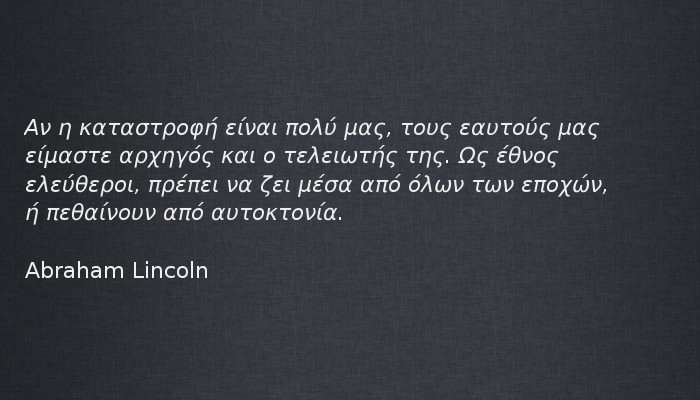 Αν η καταστροφή είναι πολύ μας, τους εαυτούς μας
είμαστε αρχηγός και ο τελειωτής της. Ως έθνος
ελεύθεροι, πρέπει να ζει μέσα από όλων των εποχών,
ή πεθαίνουν από αυτοκτονία.
Abraham Lincoln